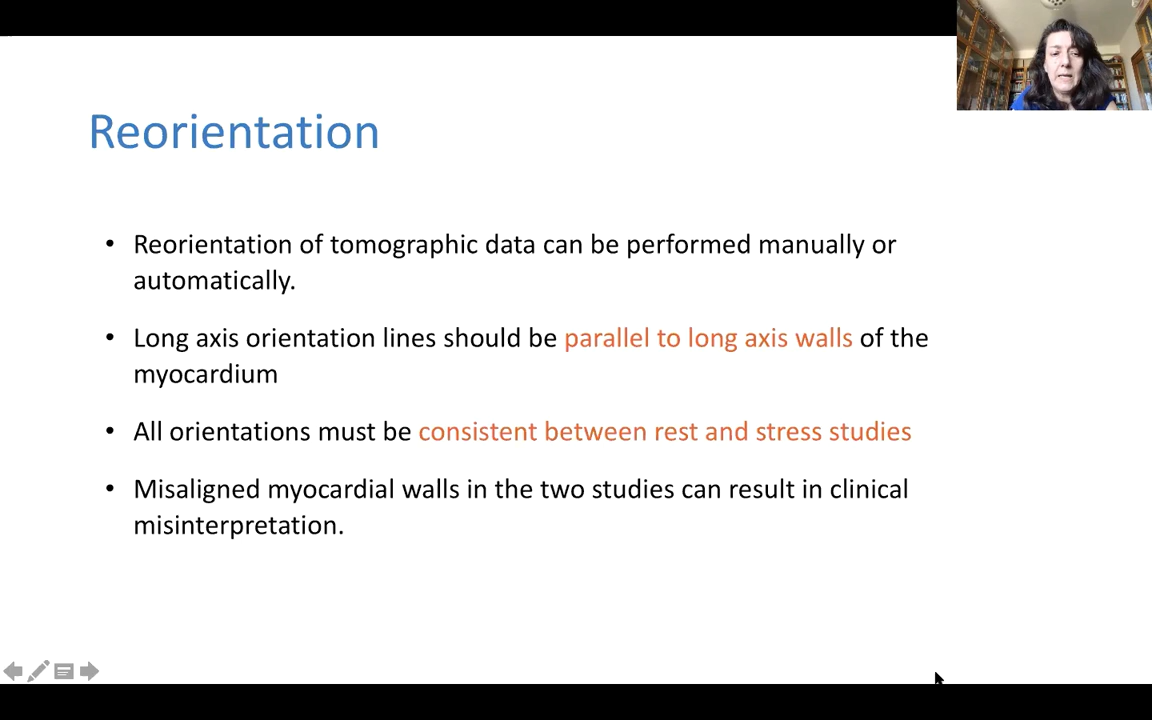 Reorientation
• Reorientation of tomographic data can be performed manually or
automatically.
• Long axis orientation lines should be parallel to long axis walls of the
myocardium
• All orientations must be consistent between rest and stress studies
• Misaligned myocardial walls in the two studies can result in clinical
misinterpretation.